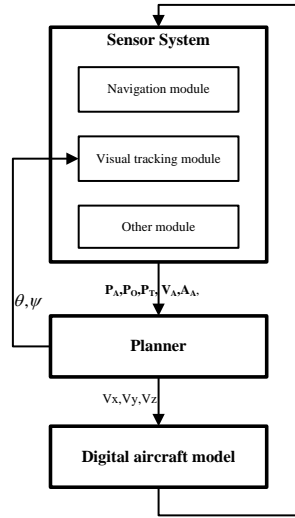 Sensor System
Navigation module
Visual tracking module
Other module
P_A,P_O,P_T, V_A,A_A,
θ,ψ
Planner
Vx,Vy,Vz
Digital aircraft model